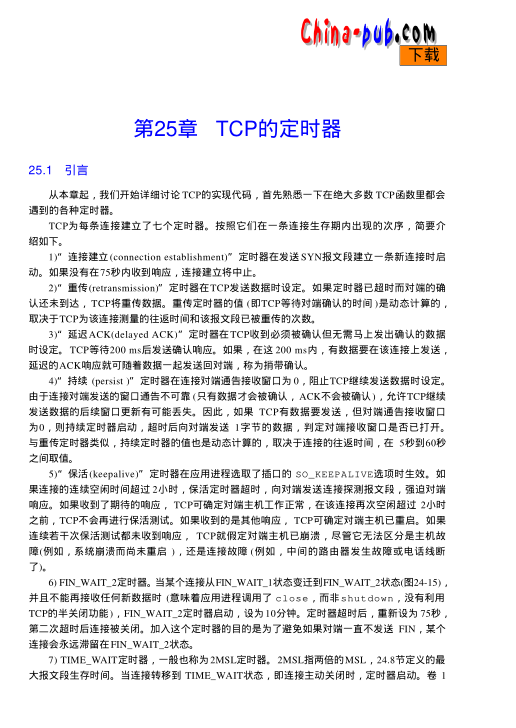 China-pub.com
下载
第25章 TCP的定时器
25.1 引言
从本章起，我们开始详细讨论TCP的实现代码，首先熟悉一下在绝大多数TCP函数里都会
遇到的各种定时器。
TCP为每条连接建立了七个定时器。按照它们在一条连接生存期内出现的次序，简要介
绍如下。
1)“连接建立(connection establishment)”定时器在发送SYN报文段建立一条新连接时启
动。如果没有在75秒内收到响应，连接建立将中止。
2)“重传(retransmission)”定时器在TCP发送数据时设定。如果定时器已超时而对端的确
认还未到达，TCP将重传数据。重传定时器的值(即TCP等待对端确认的时间)是动态计算的，
取决于TCP为该连接测量的往返时间和该报文段已被重传的次数。
3)“延迟ACK(delayed ACK)”定时器在TCP收到必须被确认但无需马上发出确认的数据
时设定。TCP等待200 ms后发送确认响应。如果，在这200 ms内，有数据要在该连接上发送，
延迟的ACK响应就可随着数据一起发送回对端，称为捎带确认。
4)“持续(persist)”定时器在连接对端通告接收窗口为0，阻止TCP继续发送数据时设定。
由于连接对端发送的窗口通告不可靠(只有数据才会被确认，ACK不会被确认)，允许TCP继续
发送数据的后续窗口更新有可能丢失。因此，如果TCP有数据要发送，但对端通告接收窗口
为0，则持续定时器启动，超时后向对端发送1字节的数据，判定对端接收窗口是否已打开。
与重传定时器类似，持续定时器的值也是动态计算的，取决于连接的往返时间，在5秒到60秒
之间取值。
5)“保活(keepalive)”定时器在应用进程选取了插口的SO_KEEPALIVE选项时生效。如
果连接的连续空闲时间超过2小时，保活定时器超时，向对端发送连接探测报文段，强迫对端
响应。如果收到了期待的响应，TCP可确定对端主机工作正常，在该连接再次空闲超过2小时
之前，TCP不会再进行保活测试。如果收到的是其他响应，TCP可确定对端主机已重启。如果
连续若干次保活测试都未收到响应，TCP就假定对端主机已崩溃，尽管它无法区分是主机故
障(例如，系统崩溃而尚未重启)，还是连接故障(例如，中间的路由器发生故障或电话线断
了)。
6) FIN_WAIT_2定时器。当某个连接从FIN_WAIT_1状态变迁到FIN_WAIT_2状态(图24-15)，
并且不能再接收任何新数据时(意味着应用进程调用了close，而非shutdown，没有利用
TCP的半关闭功能)，FIN_WAIT_2定时器启动，设为10分钟。定时器超时后，重新设为75秒，
第二次超时后连接被关闭。加入这个定时器的目的是为了避免如果对端一直不发送FIN，某个
连接会永远滞留在FIN_WAIT_2状态。
7) TIME_WAIT定时器，一般也称为2MSL定时器。2MSL指两倍的MSL，24.8节定义的最
大报文段生存时间。当连接转移到TIME_WAIT状态，即连接主动关闭时，定时器启动。卷1